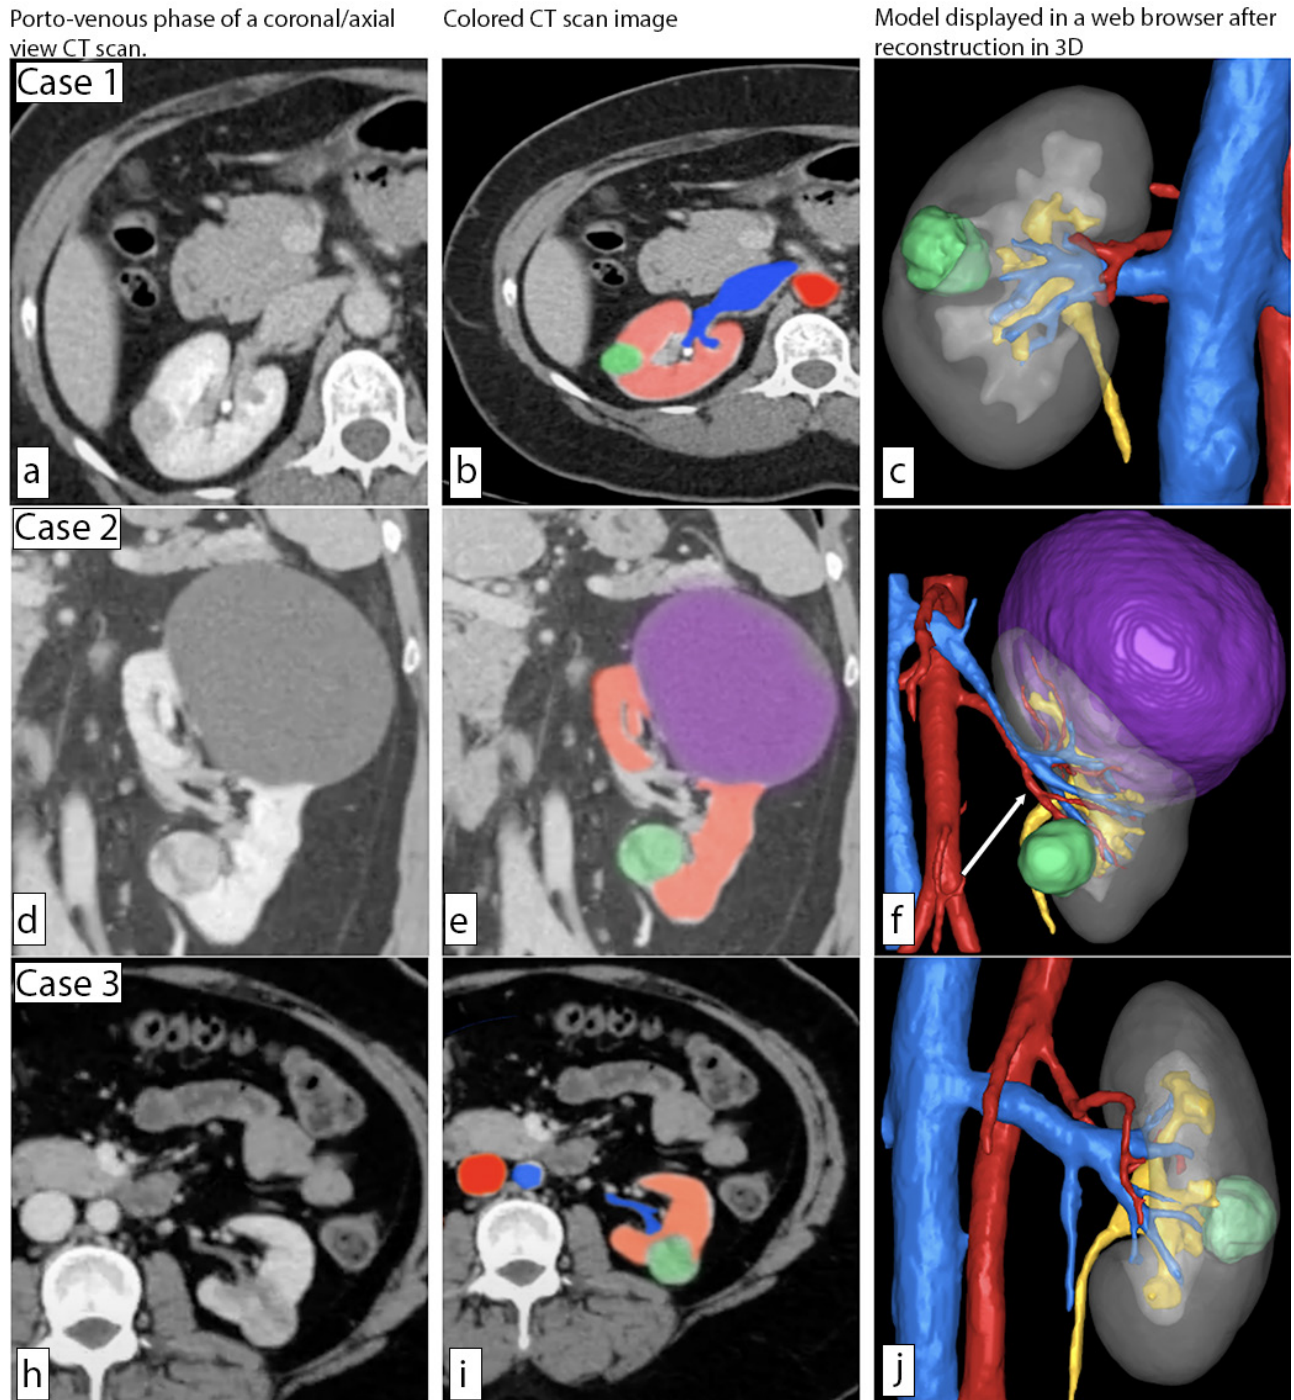 Porto-venous phase of a coronal/axial
view CT scan.
Colored CT scan image
Model displayed in a web browser after
reconstruction in 3D
Case 1
a
b
c
Case 2
d
e
f
Case 3
h
i
j